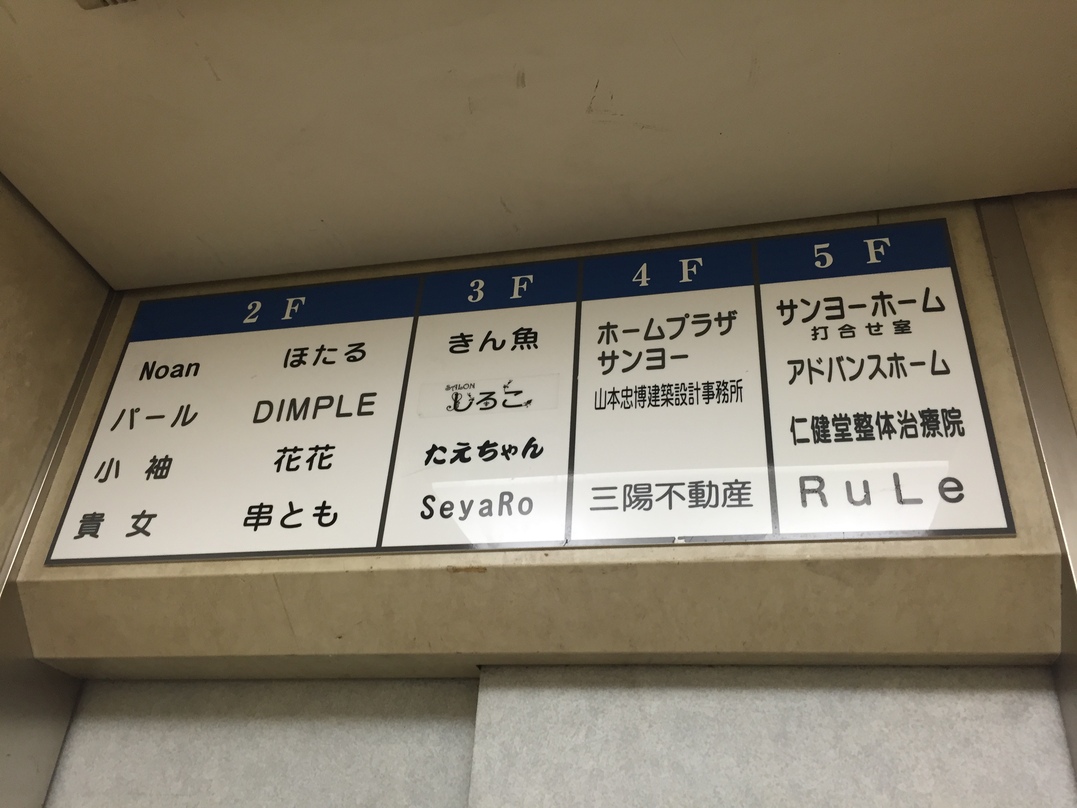 2 F
Noan
ほたる
パール
DIMPLE
小 袖
花花
貴 女
串とも
3 F
きん魚
SALON
しろこ
たえちゃん
SeyaRo
4 F
ホームプラザ
サンヨー
山本忠博建築設計事務所
三陽不動産
5 F
サンヨーホーム
打合せ室
アドバンスホーム
仁健堂整体治療院
RuLe